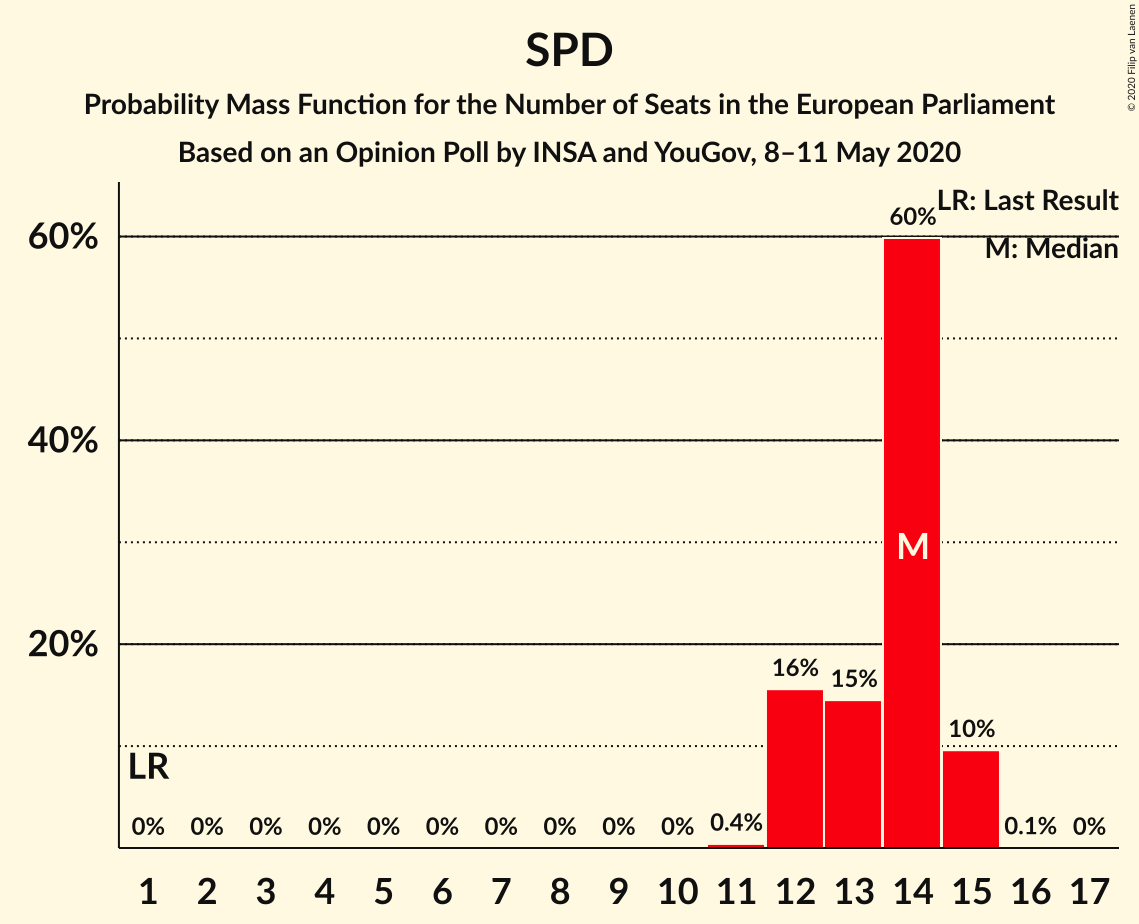 SPD
Probability Mass Function for the Number of Seats in the European Parliament
Based on an Opinion Poll by INSA and YouGov, 8–11 May 2020
© 2020 Filip van Laenen
LR: Last Result
M: Median
60%
40%
20%
LR
M
0% 0% 0% 0% 0% 0% 0% 0% 0% 0% 0.4% 16% 15% 60% 10% 0.1% 0%
1 2 3 4 5 6 7 8 9 10 11 12 13 14 15 16 17